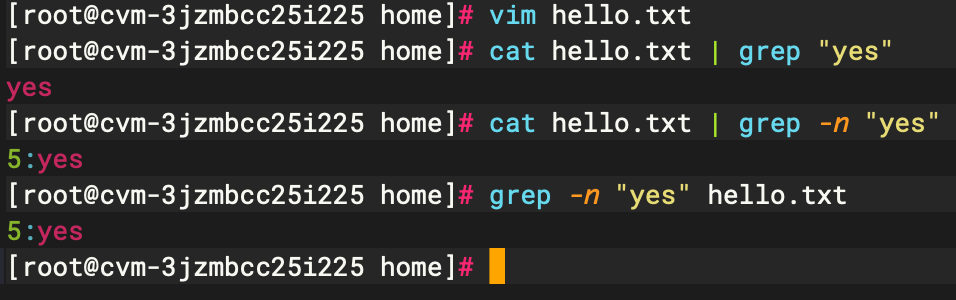 [root@cvm-3jzmbcc25i225 home]# vim hello.txt
[root@cvm-3jzmbcc25i225 home]# cat hello.txt | grep "yes"
yes
[root@cvm-3jzmbcc25i225 home]# cat hello.txt | grep -n "yes"
5:yes
[root@cvm-3jzmbcc25i225 home]# grep -n "yes" hello.txt
5:yes
[root@cvm-3jzmbcc25i225 home]#